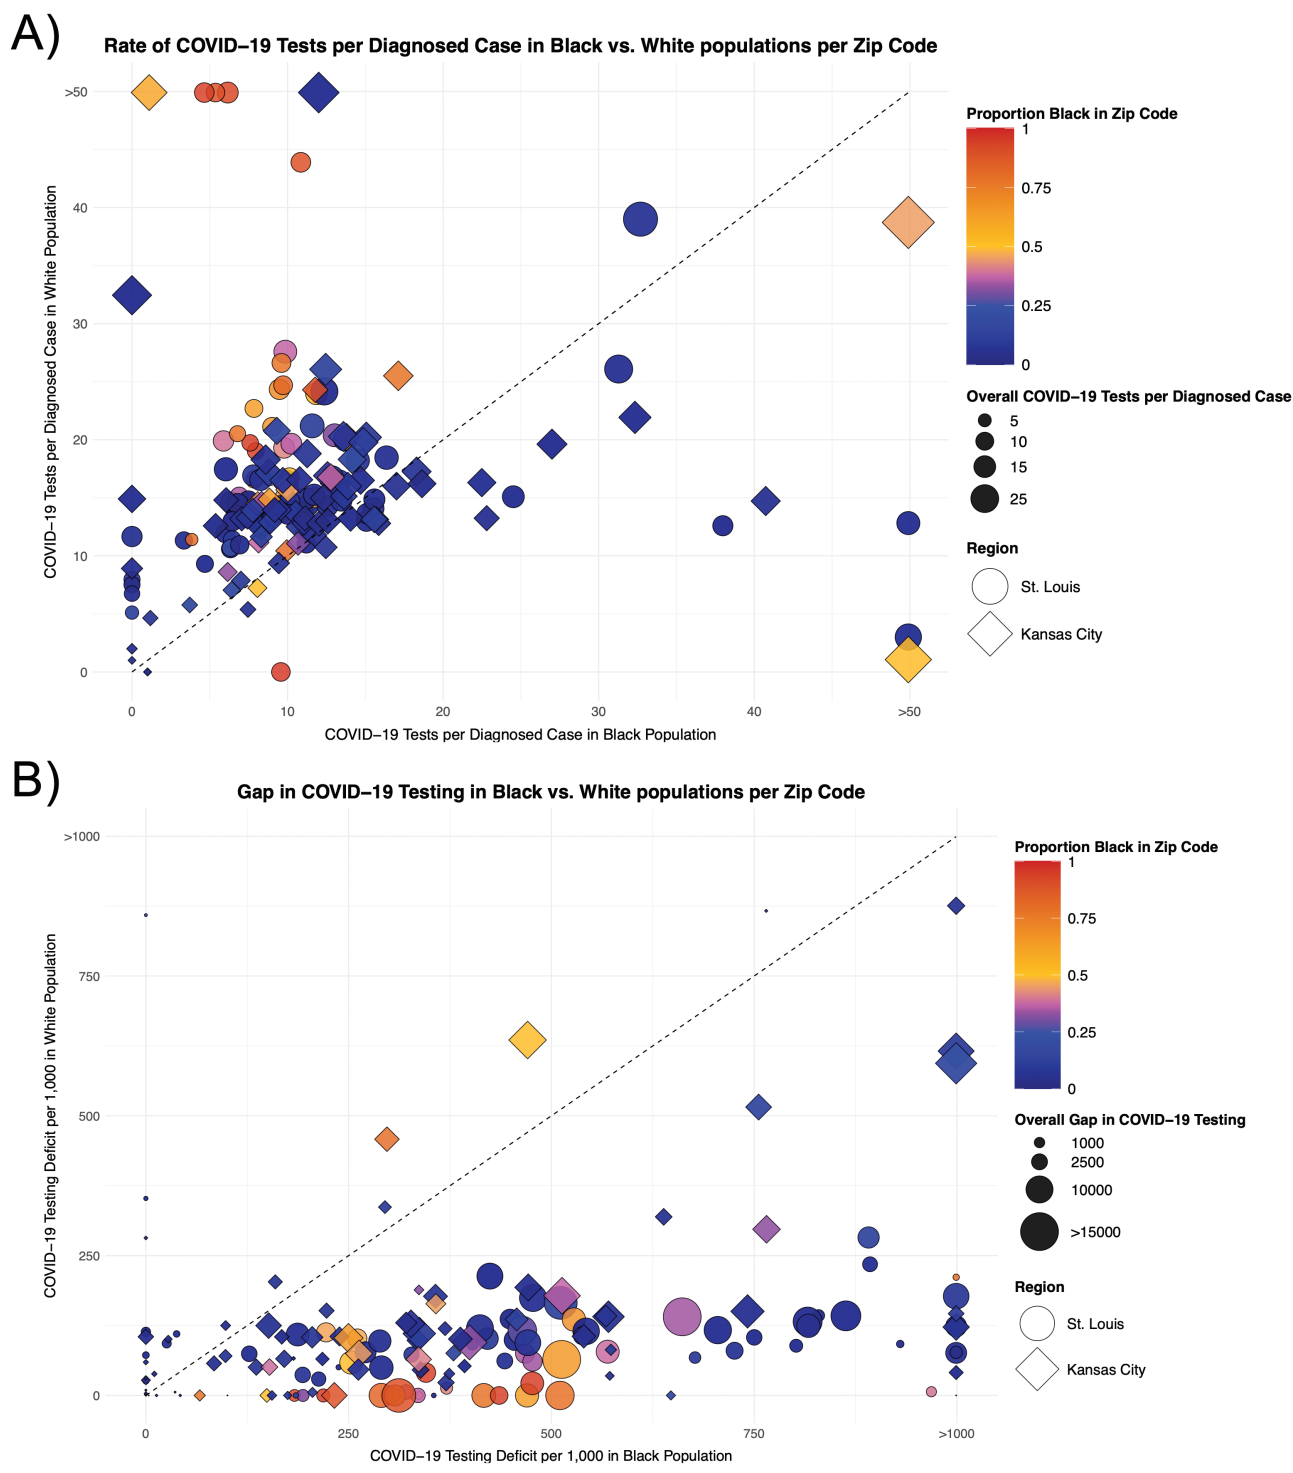 A)
Rate of COVID−19 Tests per Diagnosed Case in Black vs. White populations per Zip Code
COVID−19 Tests per Diagnosed Case in White Population
>50
40
30
20
10
0
0 10 20 30 40 >50
COVID−19 Tests per Diagnosed Case in Black Population
Proportion Black in Zip Code
1
0.75
0.5
0.25
0
Overall COVID−19 Tests per Diagnosed Case
5
10
15
25
Region
St. Louis
Kansas City
B)
Gap in COVID−19 Testing in Black vs. White populations per Zip Code
COVID−19 Testing Deficit per 1,000 in White Population
>1000
750
500
250
0
0 250 500 750 >1000
COVID−19 Testing Deficit per 1,000 in Black Population
Proportion Black in Zip Code
1
0.75
0.5
0.25
0
Overall Gap in COVID−19 Testing
1000
2500
10000
>15000
Region
St. Louis
Kansas City